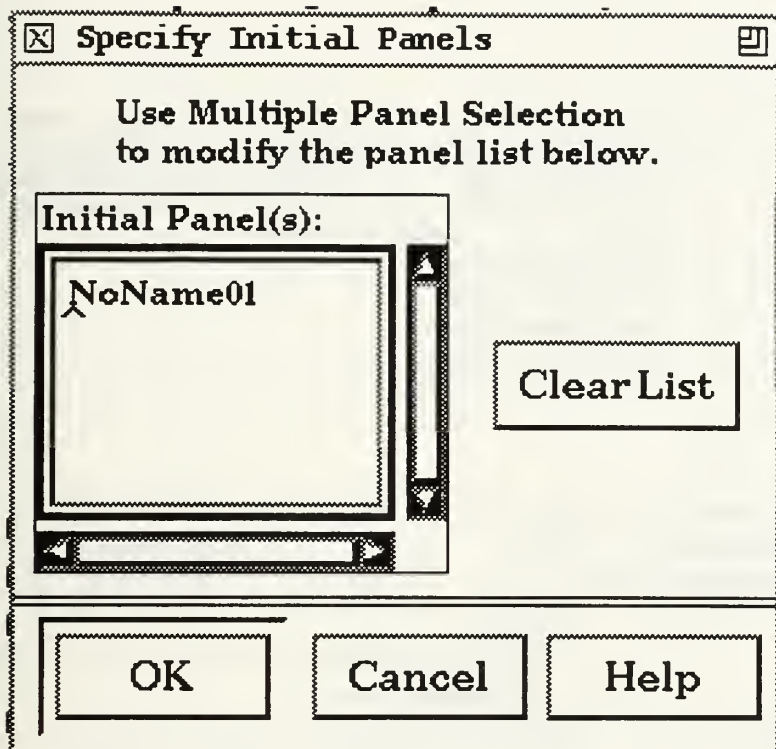 Specify Initial Panels
Use Multiple Panel Selection
to modify the panel list below.
Initial Panel(s):
NoName01
Clear List
OK
Cancel
Help